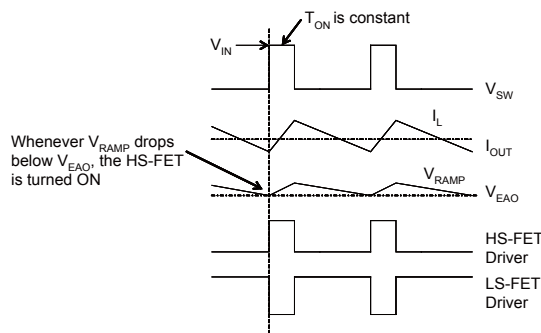 T_ON is constant
V_IN
V_SW
I_L
I_OUT
Whenever V_RAMP drops
below V_EAO, the HS-FET
is turned ON
V_RAMP
V_EAO
HS-FET
Driver
LS-FET
Driver